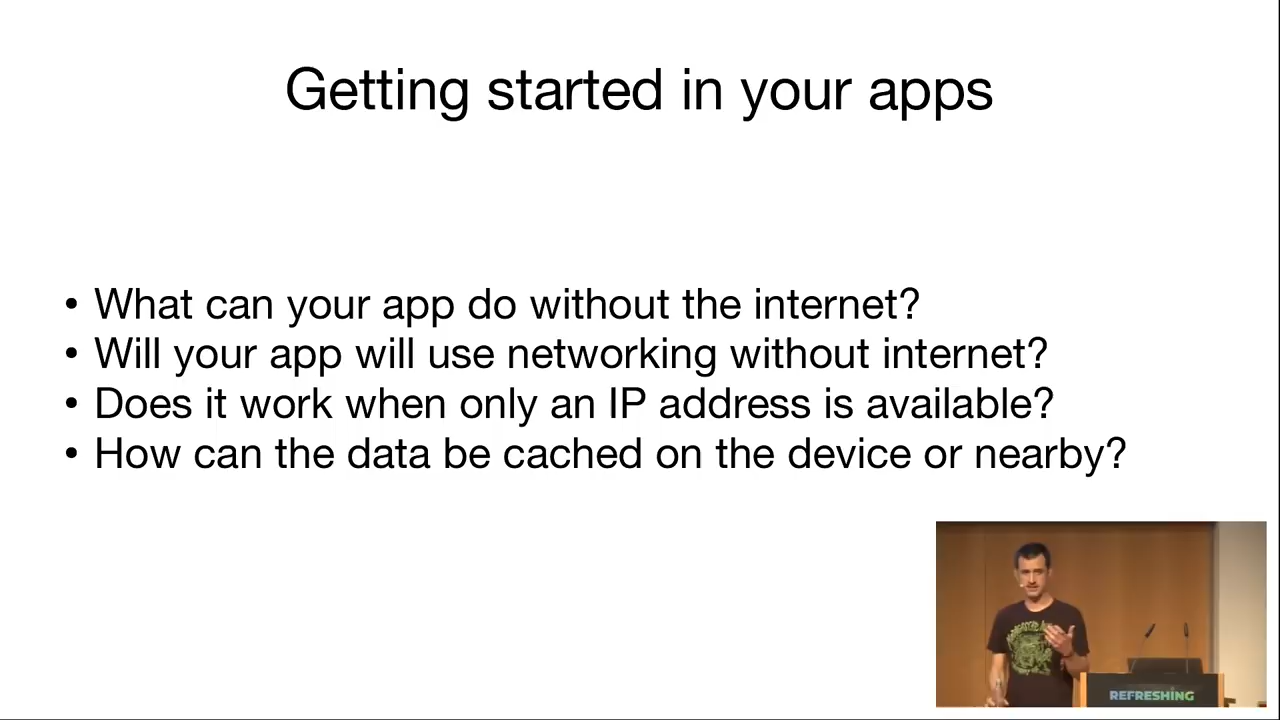 Getting started in your apps
• What can your app do without the internet?
• Will your app will use networking without internet?
• Does it work when only an IP address is available?
• How can the data be cached on the device or nearby?
REFRESHING